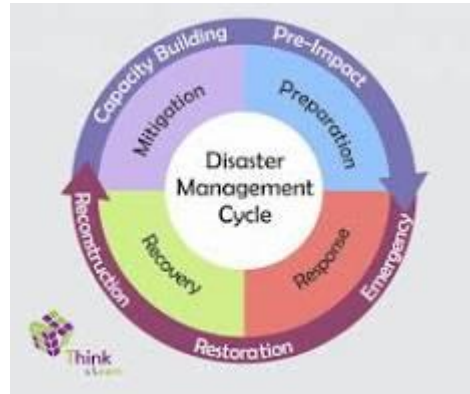 Capacity Building
Pre-Impact
Mitigation
Preparation
Disaster
Management
Cycle
Recovery
Response
Reconstruction
Emergency
Restoration
Think